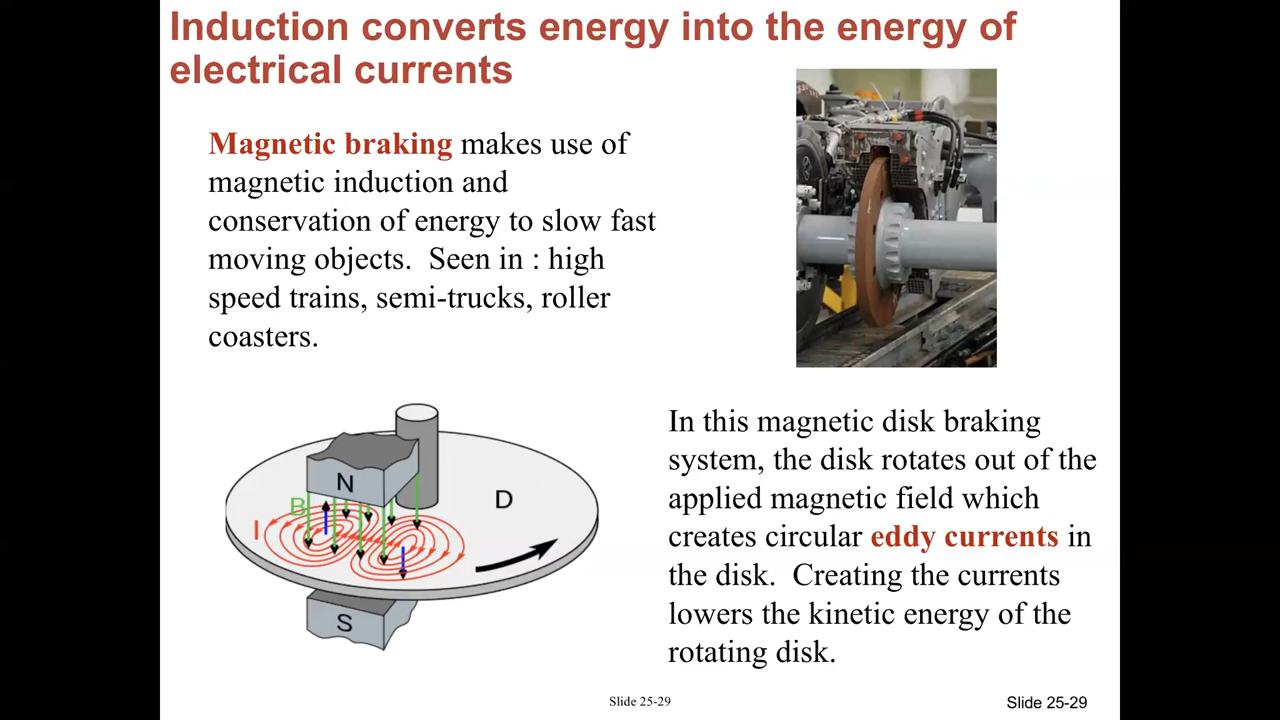 Induction converts energy into the energy of
electrical currents
Magnetic braking makes use of
magnetic induction and
conservation of energy to slow fast
moving objects.  Seen in : high
speed trains, semi-trucks, roller
coasters.
N
B
I
D
S
In this magnetic disk braking
system, the disk rotates out of the
applied magnetic field which
creates circular eddy currents in
the disk.  Creating the currents
lowers the kinetic energy of the
rotating disk.
Slide 25-29
Slide 25-29